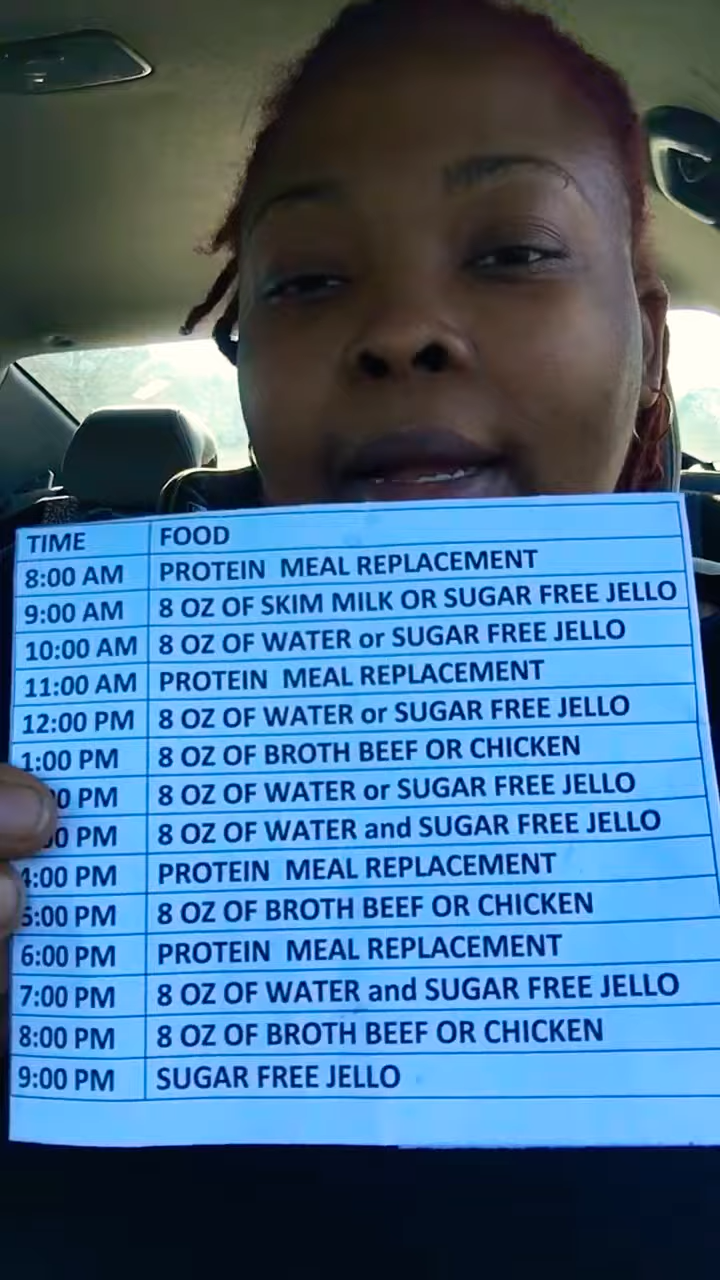 TIME FOOD
8:00 AM PROTEIN MEAL REPLACEMENT
9:00 AM 8 OZ OF SKIM MILK OR SUGAR FREE JELLO
10:00 AM 8 OZ OF WATER or SUGAR FREE JELLO
11:00 AM PROTEIN MEAL REPLACEMENT
12:00 PM 8 OZ OF WATER or SUGAR FREE JELLO
1:00 PM 8 OZ OF BROTH BEEF OR CHICKEN
0 PM 8 OZ OF WATER or SUGAR FREE JELLO
00 PM 8 OZ OF WATER and SUGAR FREE JELLO
4:00 PM PROTEIN MEAL REPLACEMENT
5:00 PM 8 OZ OF BROTH BEEF OR CHICKEN
6:00 PM PROTEIN MEAL REPLACEMENT
7:00 PM 8 OZ OF WATER and SUGAR FREE JELLO
8:00 PM 8 OZ OF BROTH BEEF OR CHICKEN
9:00 PM SUGAR FREE JELLO